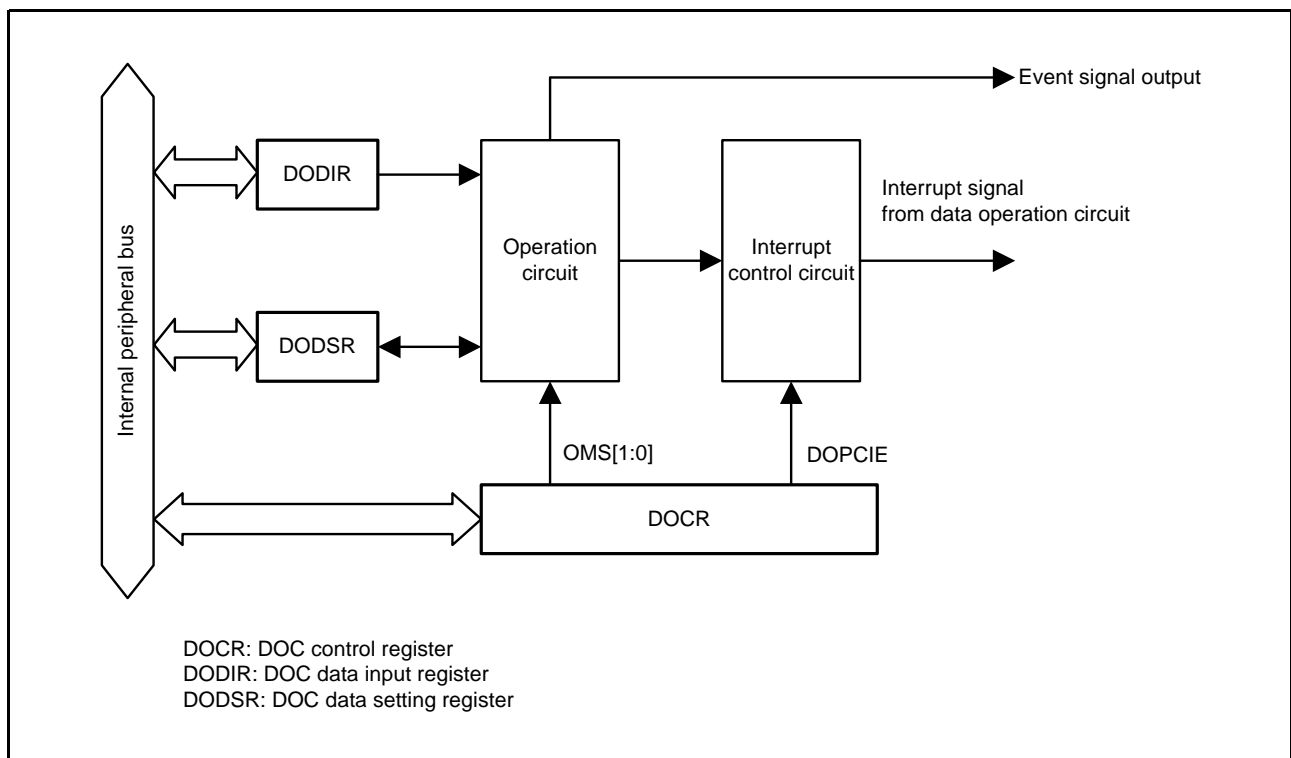 Event signal output
DODIR
Interrupt signal
from data operation circuit
Operation
circuit
Interrupt
control circuit
Internal peripheral bus
DODSR
OMS[1:0]
DOPCIE
DOCR
DOCR: DOC control register
DODIR: DOC data input register
DODSR: DOC data setting register